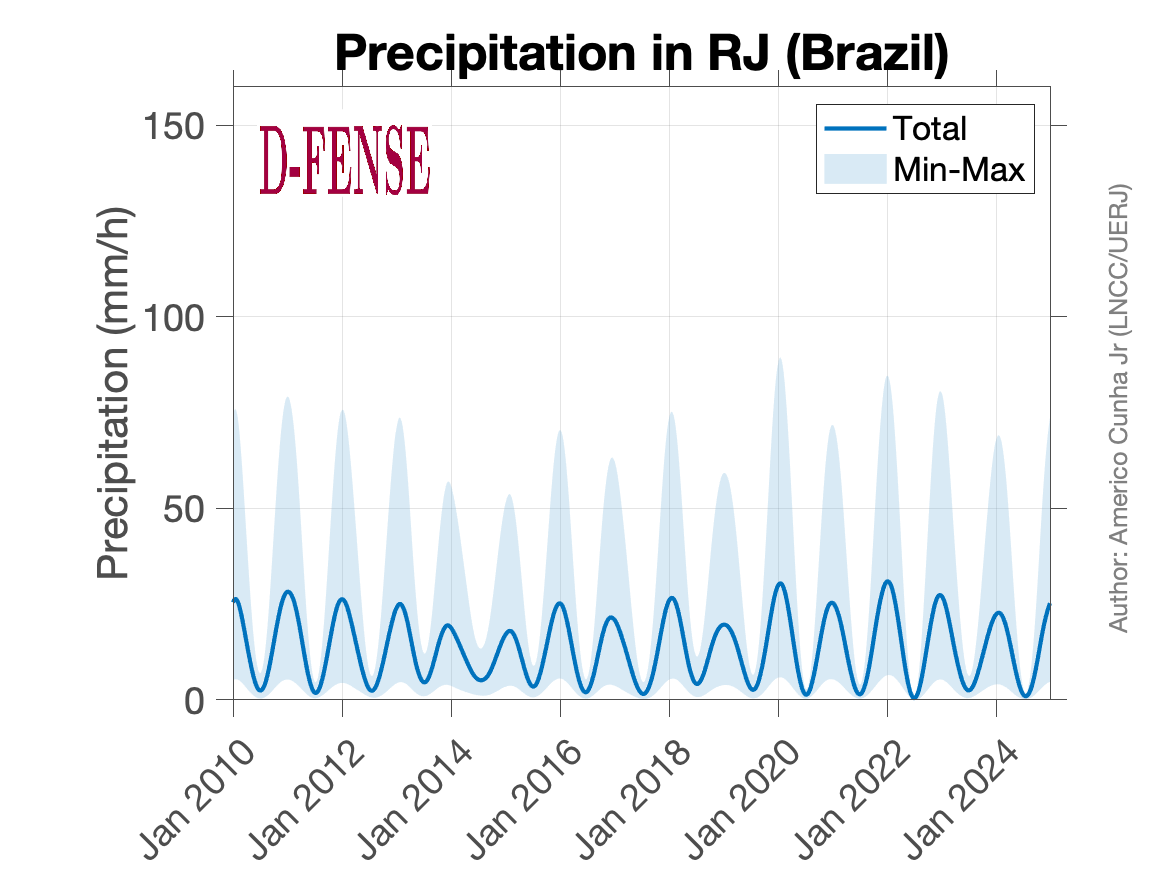 Precipitation in RJ (Brazil)
D-FENSE
Total
Min-Max
Precipitation (mm/h)
150
100
50
0
Jan 2010
Jan 2012
Jan 2014
Jan 2016
Jan 2018
Jan 2020
Jan 2022
Jan 2024
Author: Americo Cunha Jr (LNCC/UERJ)